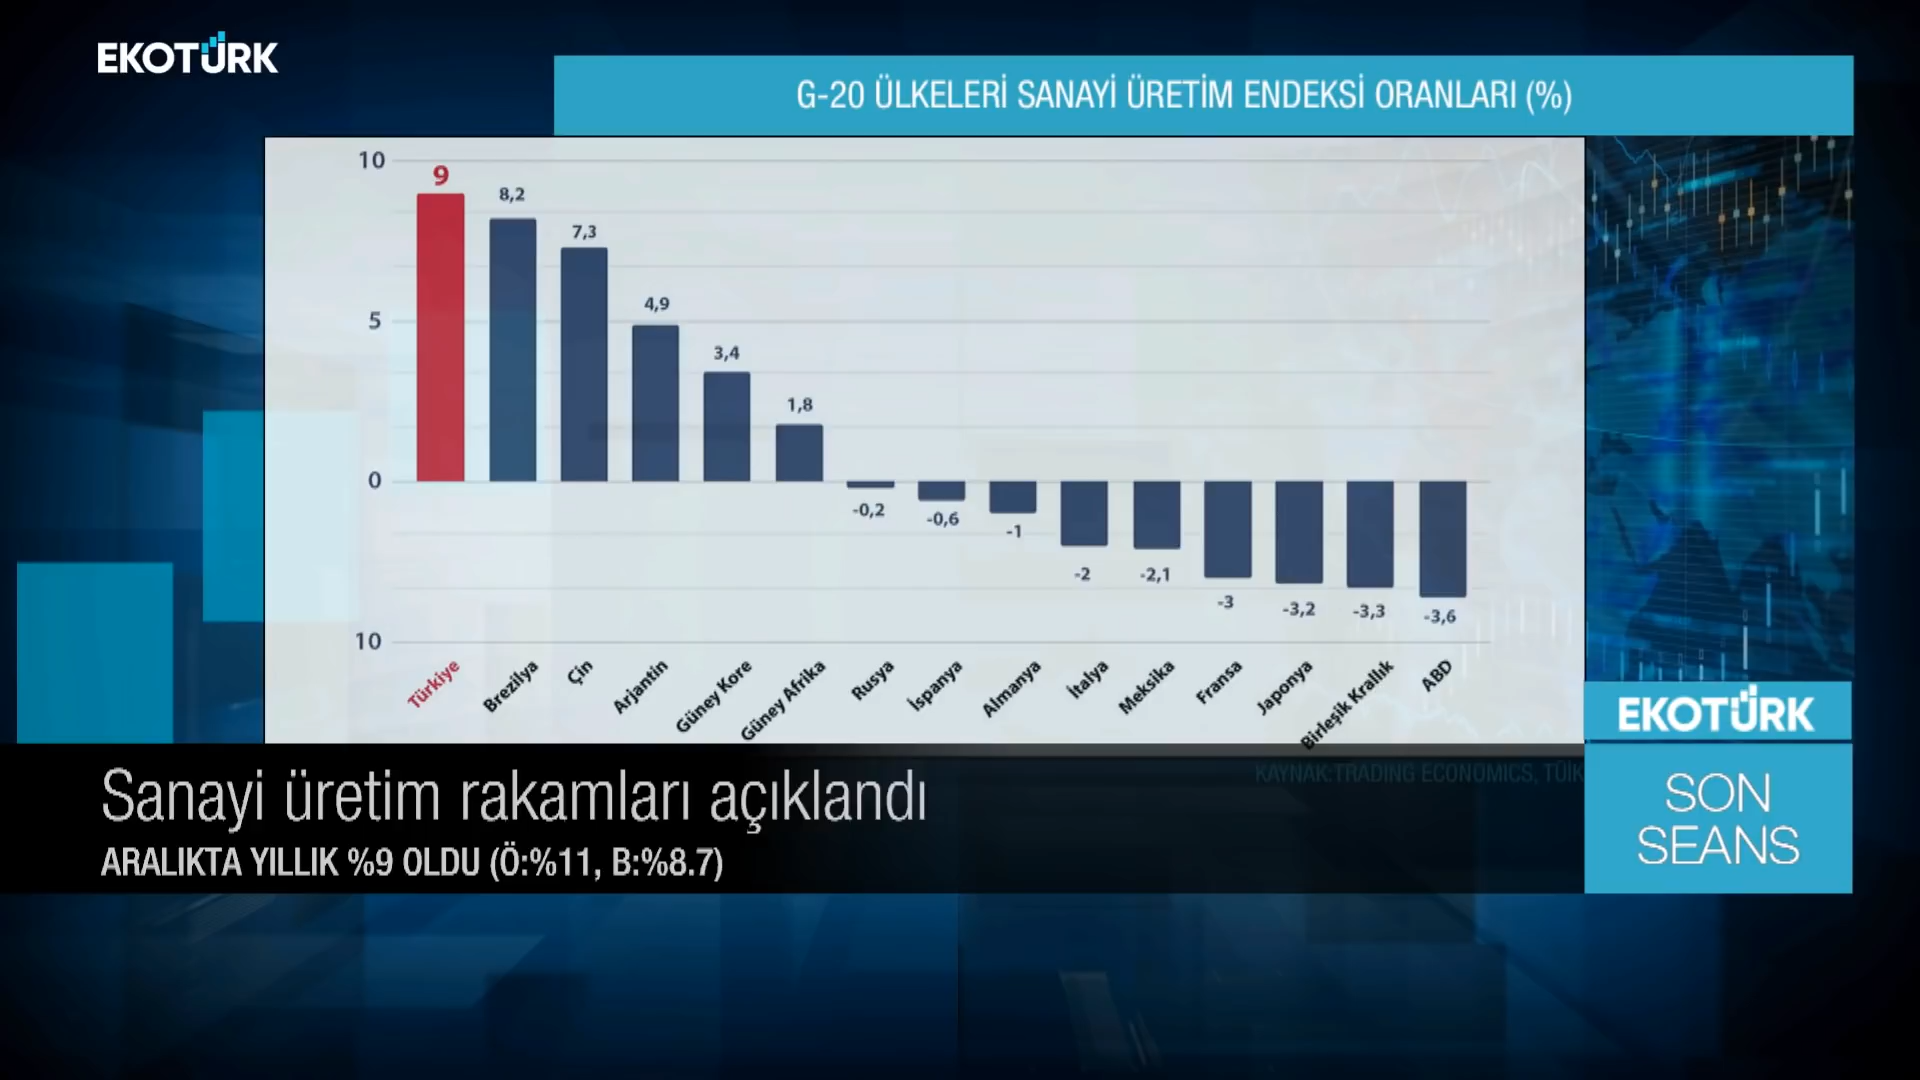 EKOTÜRK
G-20 ÜLKELERİ SANAYİ ÜRETİM ENDEKSİ ORANLARI (%)
10
5
0
10
9
8,2
7,3
4,9
3,4
1,8
-0,2
-0,6
-1
-2
-2,1
-3
-3,2
-3,3
-3,6
Türkiye
Brezilya
Çin
Arjantin
Güney Kore
Güney Afrika
Rusya
İspanya
Almanya
İtalya
Meksika
Fransa
Japonya
Birleşik Krallık
ABD
KAYNAK:TRADING ECONOMICS, TÜİK
Sanayi üretim rakamları açıklandı
ARALIKTA YILLIK %9 OLDU (Ö:%11, B:%8.7)
EKOTÜRK
SON
SEANS